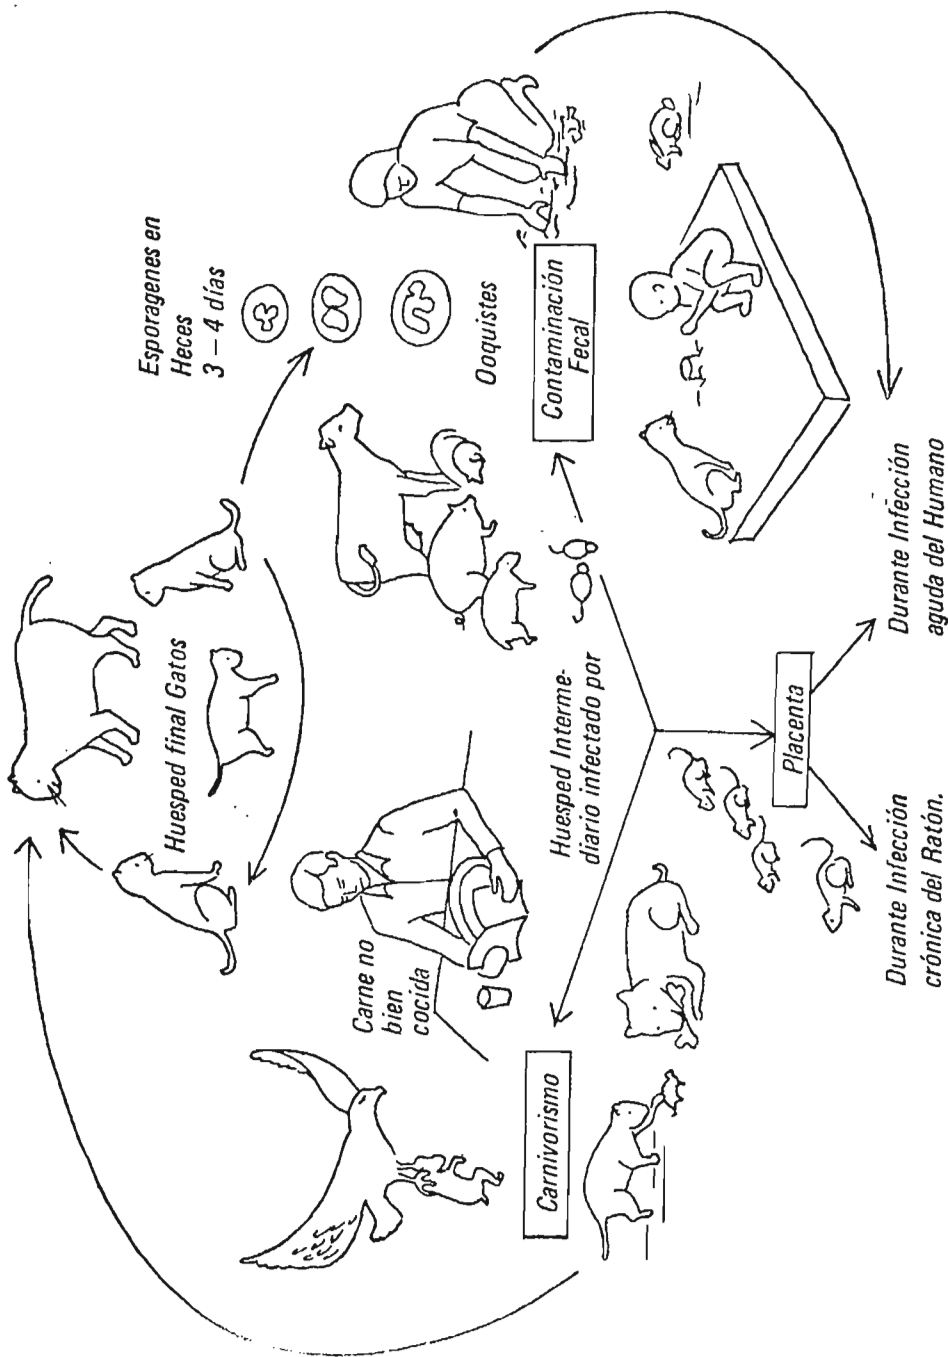 Huesped final Gatos
Esporagenes en
Heces
3 – 4 días
Ooquistes
Carne no
bien
cocida
Huesped Interme-
diario infectado por
Carnivorismo
Contaminación
Fecal
Placenta
Durante Infección
crónica del Ratón.
Durante Infección
aguda del Humano